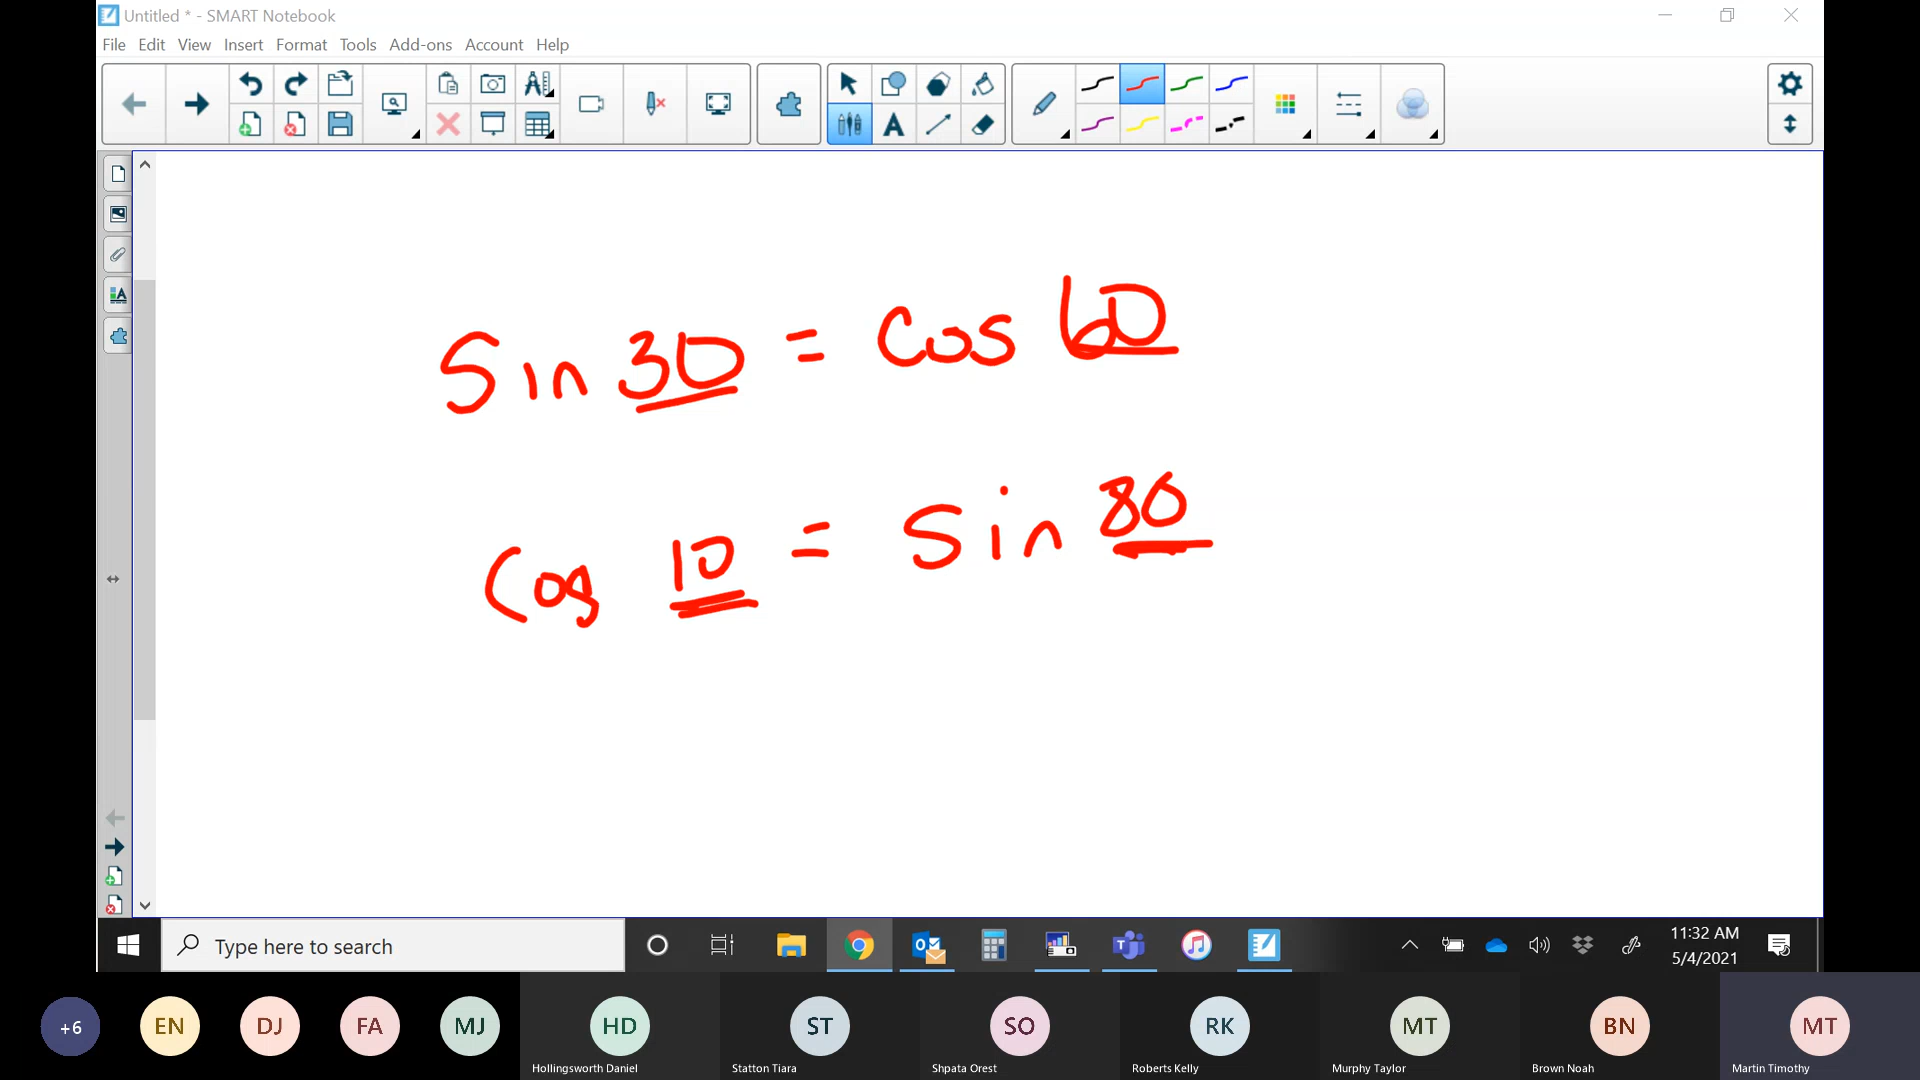 Untitled * - SMART Notebook
File Edit View Insert Format Tools Add-ons Account Help
Sin 30 = Cos 60
Cos 10 = Sin 80
Type here to search
11:32 AM
5/4/2021
+6 EN DJ FA MJ HD ST SO RK MT BN MT
Hollingsworth Daniel Statton Tiara Shpata Orest Roberts Kelly Murphy Taylor Brown Noah Martin Timothy